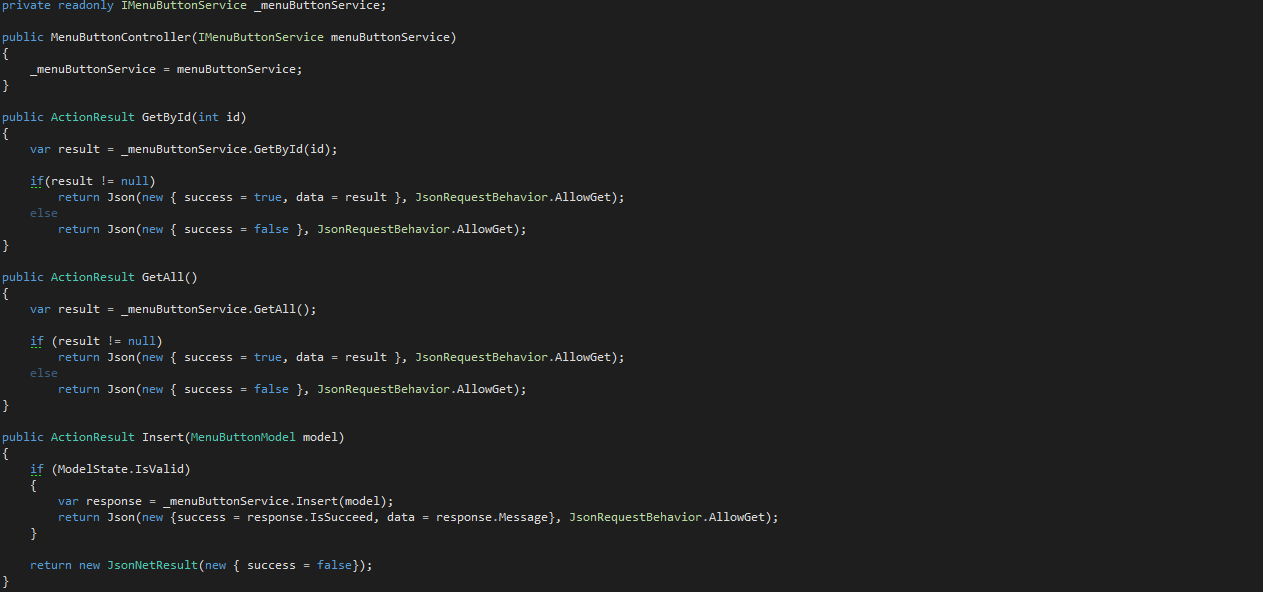 private readonly IMenuButtonService _menuButtonService;
public MenuButtonController(IMenuButtonService menuButtonService)
{
_menuButtonService = menuButtonService;
}
public ActionResult GetById(int id)
{
var result = _menuButtonService.GetById(id);
if(result != null)
return Json(new { success = true, data = result }, JsonRequestBehavior.AllowGet);
else
return Json(new { success = false }, JsonRequestBehavior.AllowGet);
}
public ActionResult GetAll()
{
var result = _menuButtonService.GetAll();
if (result != null)
return Json(new { success = true, data = result }, JsonRequestBehavior.AllowGet);
else
return Json(new { success = false }, JsonRequestBehavior.AllowGet);
}
public ActionResult Insert(MenuButtonModel model)
{
if (ModelState.IsValid)
{
var response = _menuButtonService.Insert(model);
return Json(new {success = response.IsSucceed, data = response.Message}, JsonRequestBehavior.AllowGet);
}
return new JsonNetResult(new { success = false});
}